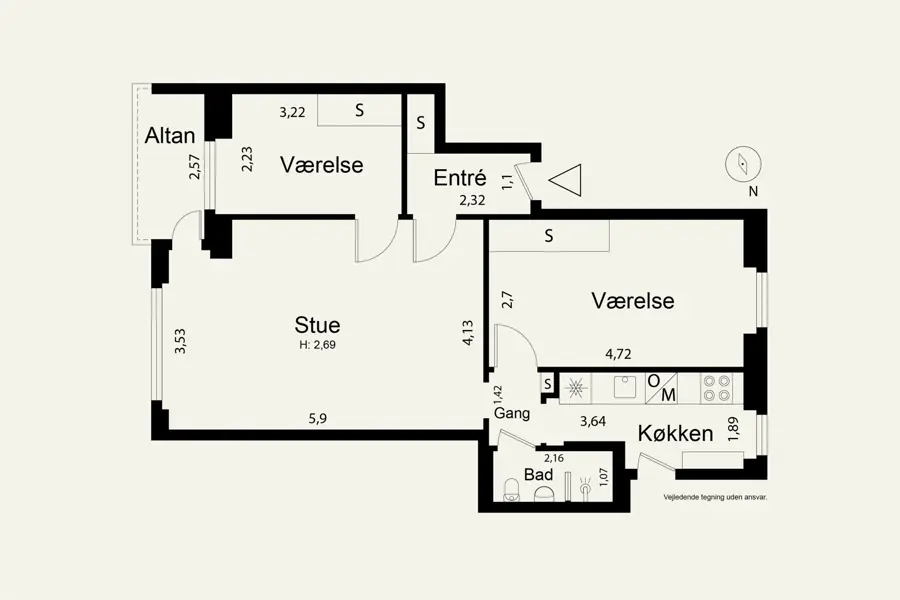 Altan
2,57
2,23
3,22
S
Værelse
S
Entré
2,32
1,1
N
Stue
H: 2,69
3,53
5,9
4,13
S
Værelse
2,7
4,72
S
1,42
Gang
O
M
3,64
Køkken
1,89
2,16
Bad
1,07
Vejledende tegning uden ansvar.